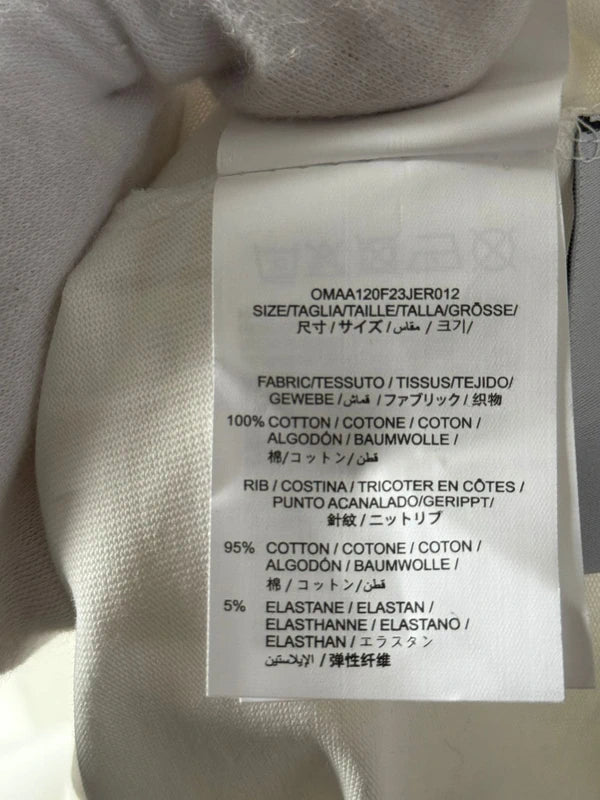 OMAA120F23JER012
SIZE/TAGLIA/TAILLE/TALLA/GRÖSSE/
尺寸/サイズ/مقاس/크기/
FABRIC/TESSUTO / TISSUS/TEJIDO/
GEWEBE /قماش /ファブリック / 织物
100% COTTON / COTONE / COTON /
ALGODÓN / BAUMWOLLE /
棉/コットン/قطن
RIB / COSTINA / TRICOTER EN CÔTES /
PUNTO ACANALADO/GERIPPT/
針紋 / ニットリブ
95% COTTON / COTONE / COTON /
ALGODÓN / BAUMWOLLE /
棉 / コットン/قطن
5% ELASTANE / ELASTAN /
ELASTHANNE / ELASTANO /
ELASTHAN / エラスタン
الإيلاستين / 弹性纤维